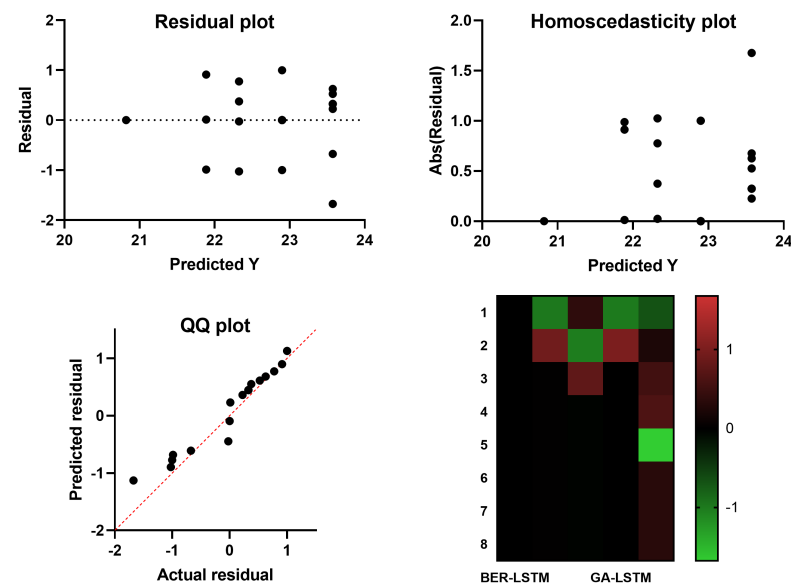 Residual plot
2
1
0
-1
-2
Residual
20 21 22 23 24
Predicted Y
Homoscedasticity plot
2.0
1.5
1.0
0.5
0.0
Abs(Residual)
20 21 22 23 24
Predicted Y
QQ plot
1
0
-1
-2
Predicted residual
-2 -1 0 1
Actual residual
1
2
3
4
5
6
7
8
BER-LSTM GA-LSTM
1
0
-1